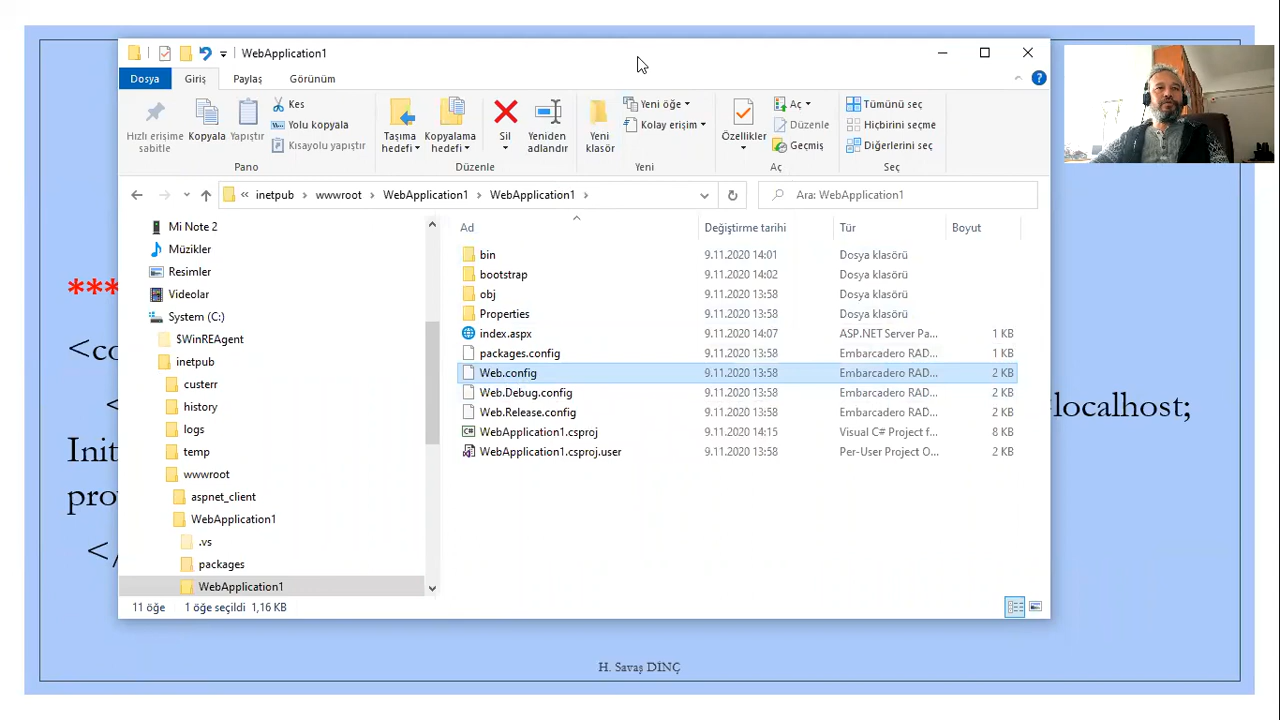 WebApplication1
Dosya Giriş Paylaş Görünüm
Hızlı erişime sabitle
Kopyala
Yapıştır
Kes
Yolu kopyala
Kısayolu yapıştır
Pano
Taşıma hedefi
Kopyalama hedefi
Sil
Yeniden adlandır
Düzenle
Yeni klasör
Yeni öğe
Kolay erişim
Yeni
Özellikler
Aç
Düzenle
Geçmiş
Aç
Tümünü seç
Hiçbirini seçme
Diğerlerini seç
Seç
« inetpub > wwwroot > WebApplication1 > WebApplication1 >
Ara: WebApplication1
Mi Note 2
Müzikler
Resimler
Videolar
System (C:)
$WinREAgent
inetpub
custerr
history
logs
temp
wwwroot
aspnet_client
WebApplication1
.vs
packages
WebApplication1
Ad Değiştirme tarihi Tür Boyut
bin 9.11.2020 14:01 Dosya klasörü
bootstrap 9.11.2020 14:02 Dosya klasörü
obj 9.11.2020 13:58 Dosya klasörü
Properties 9.11.2020 13:58 Dosya klasörü
index.aspx 9.11.2020 14:07 ASP.NET Server Pa... 1 KB
packages.config 9.11.2020 13:58 Embarcadero RAD... 1 KB
Web.config 9.11.2020 13:58 Embarcadero RAD... 2 KB
Web.Debug.config 9.11.2020 13:58 Embarcadero RAD... 2 KB
Web.Release.config 9.11.2020 13:58 Embarcadero RAD... 2 KB
WebApplication1.csproj 9.11.2020 14:15 Visual C# Project f... 8 KB
WebApplication1.csproj.user 9.11.2020 13:58 Per-User Project O... 2 KB
11 öğe 1 öğe seçildi 1,16 KB
***
<co
< =localhost;
Init
pro
</
H. Savaş DİNÇ